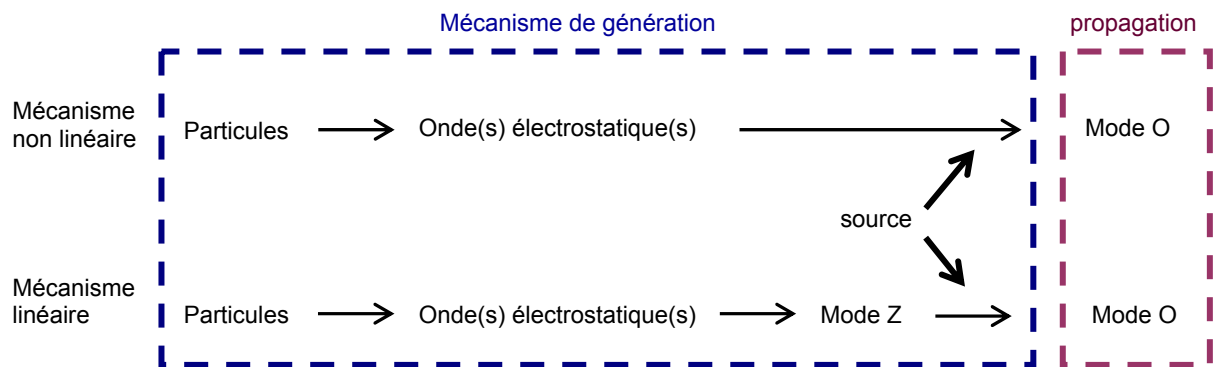 Mécanisme de génération
propagation
Mécanisme
non linéaire
Particules
Onde(s) électrostatique(s)
Mode O
source
Mécanisme
linéaire
Particules
Onde(s) électrostatique(s)
Mode Z
Mode O